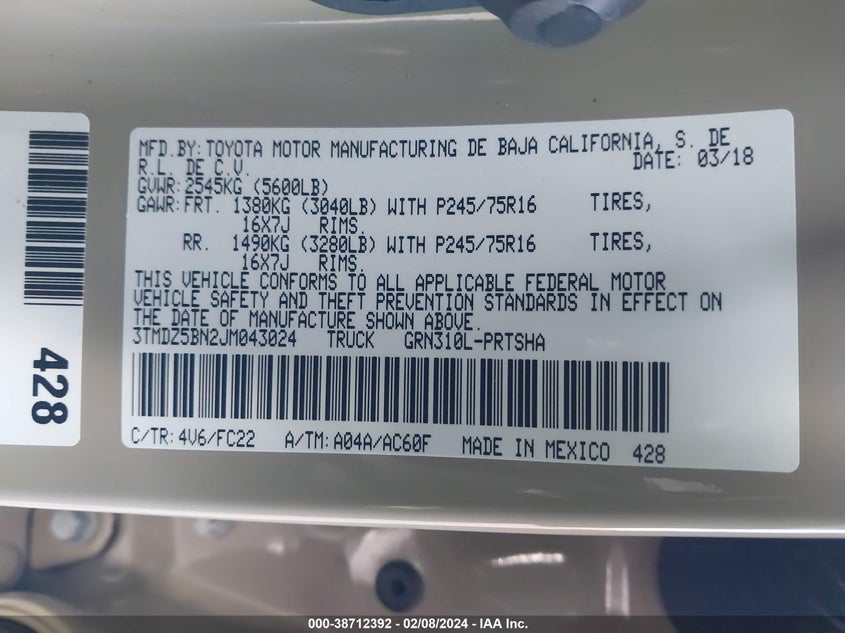 MFD.BY:TOYOTA MOTOR MANUFACTURING DE BAJA CALIFORNIA, S. DE
R.L. DE C.V. DATE: 03/18
GVWR:2545KG (5600LB)
GAWR:FRT. 1380KG (3040LB) WITH P245/75R16 TIRES,
16X7J RIMS.
RR. 1490KG (3280LB) WITH P245/75R16 TIRES,
16X7J RIMS.
THIS VEHICLE CONFORMS TO ALL APPLICABLE FEDERAL MOTOR
VEHICLE SAFETY AND THEFT PREVENTION STANDARDS IN EFFECT ON
THE DATE OF MANUFACTURE SHOWN ABOVE.
3TMDZ5BN2JM043024 TRUCK GRN310L-PRTSHA
C/TR:4V6/FC22 A/TM:A04A/AC60F MADE IN MEXICO 428
428
000-38712392 - 02/08/2024 - IAA Inc.